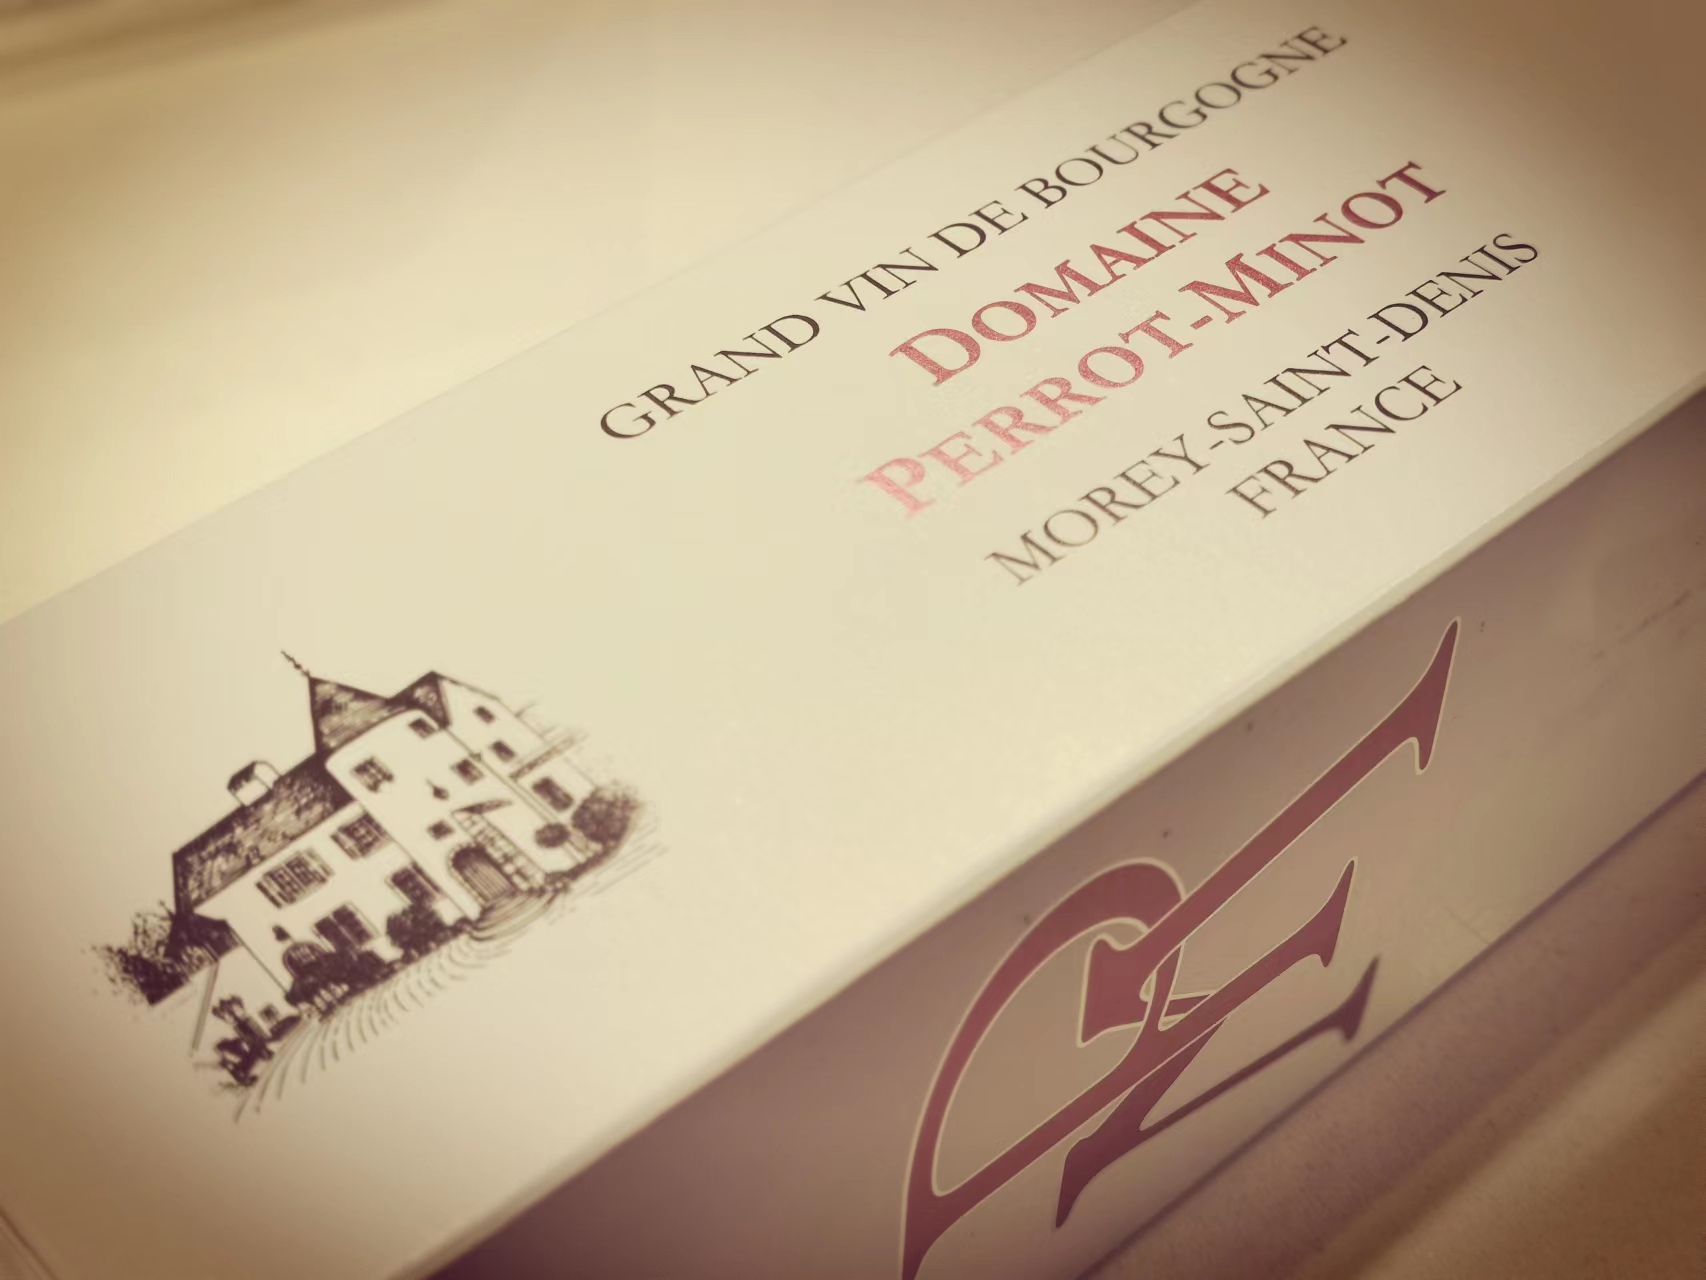 GRAND VIN DE BOURGOGNE
DOMAINE
PERROT-MINOT
MOREY-SAINT-DENIS
FRANCE